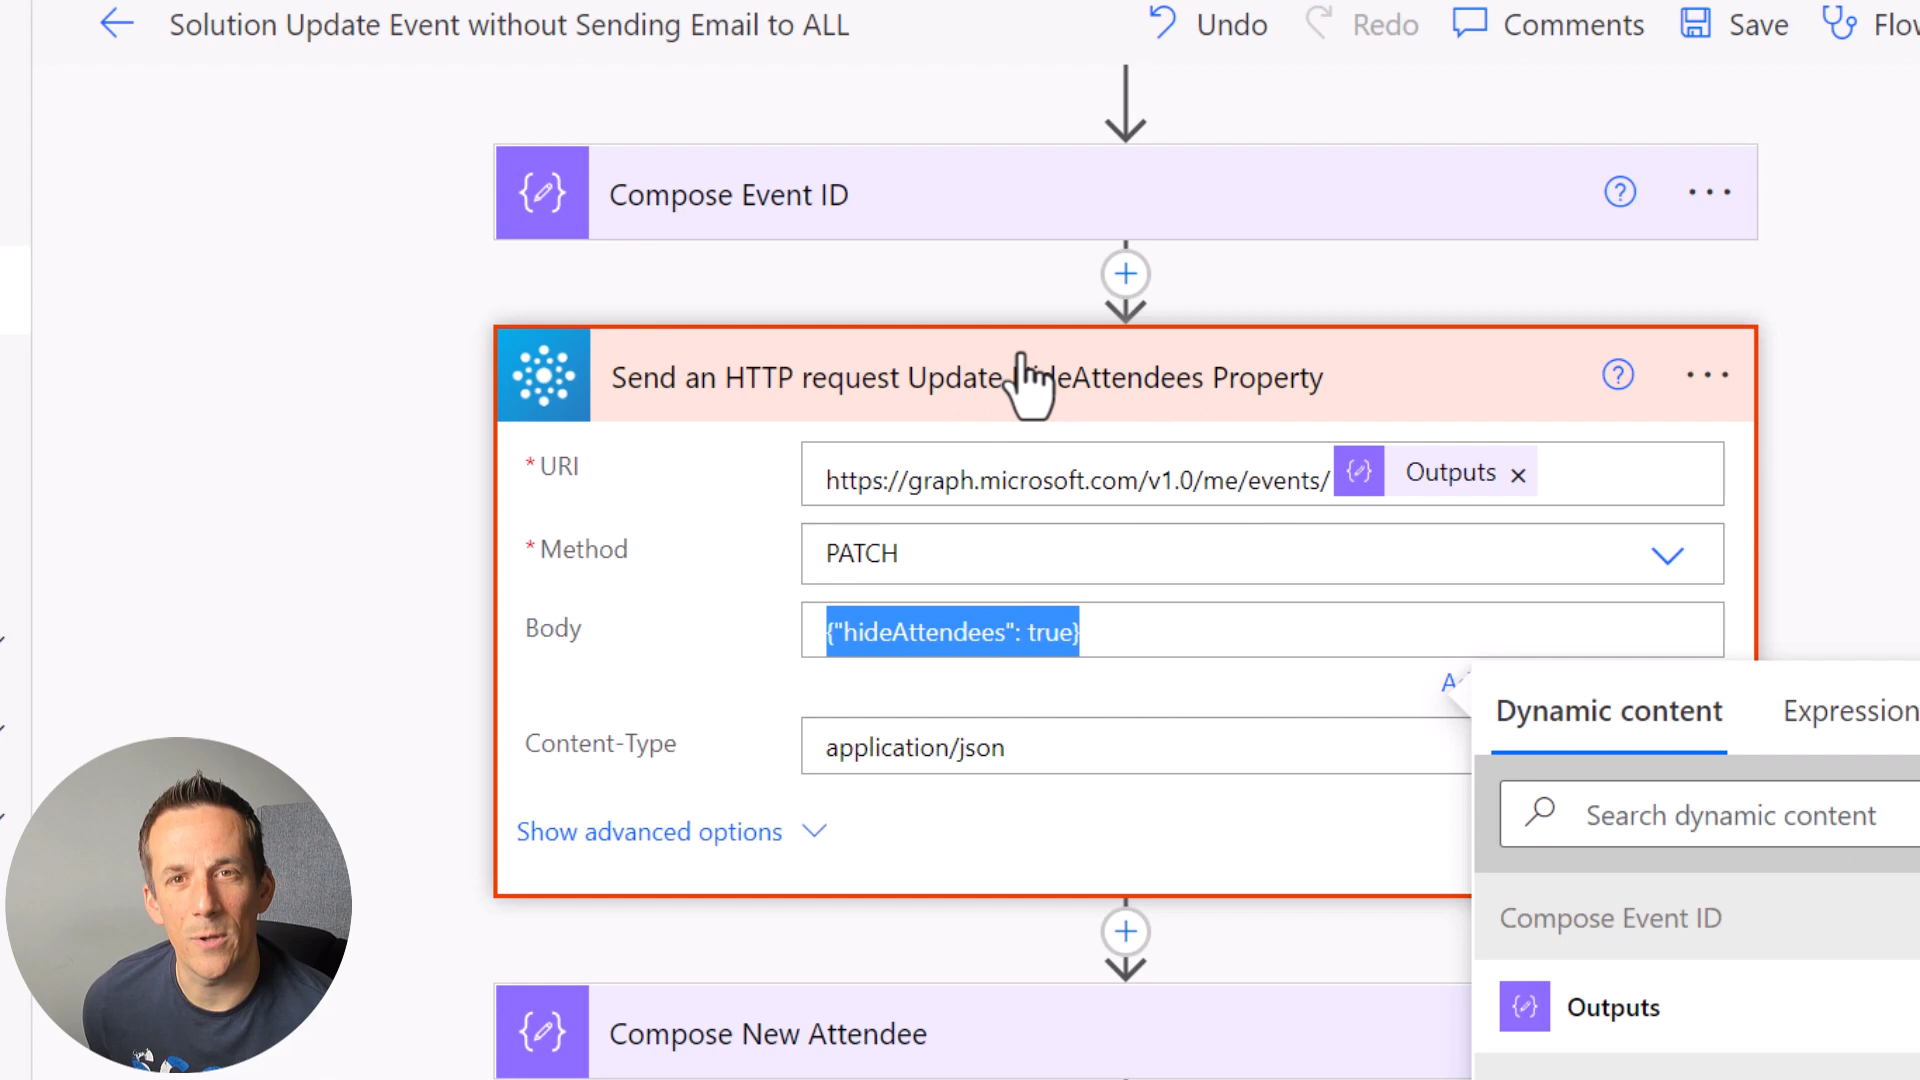 Solution Update Event without Sending Email to ALL
Undo
Redo
Comments
Save
Compose Event ID
Send an HTTP request Update
Attendees Property
* URI
https://graph.microsoft.com/v1.0/me/events/
Outputs
* Method
PATCH
Body
{"hideAttendees": true}
Dynamic content
Expression
Content-Type
application/json
Search dynamic content
Show advanced options
Compose Event ID
Outputs
Compose New Attendee